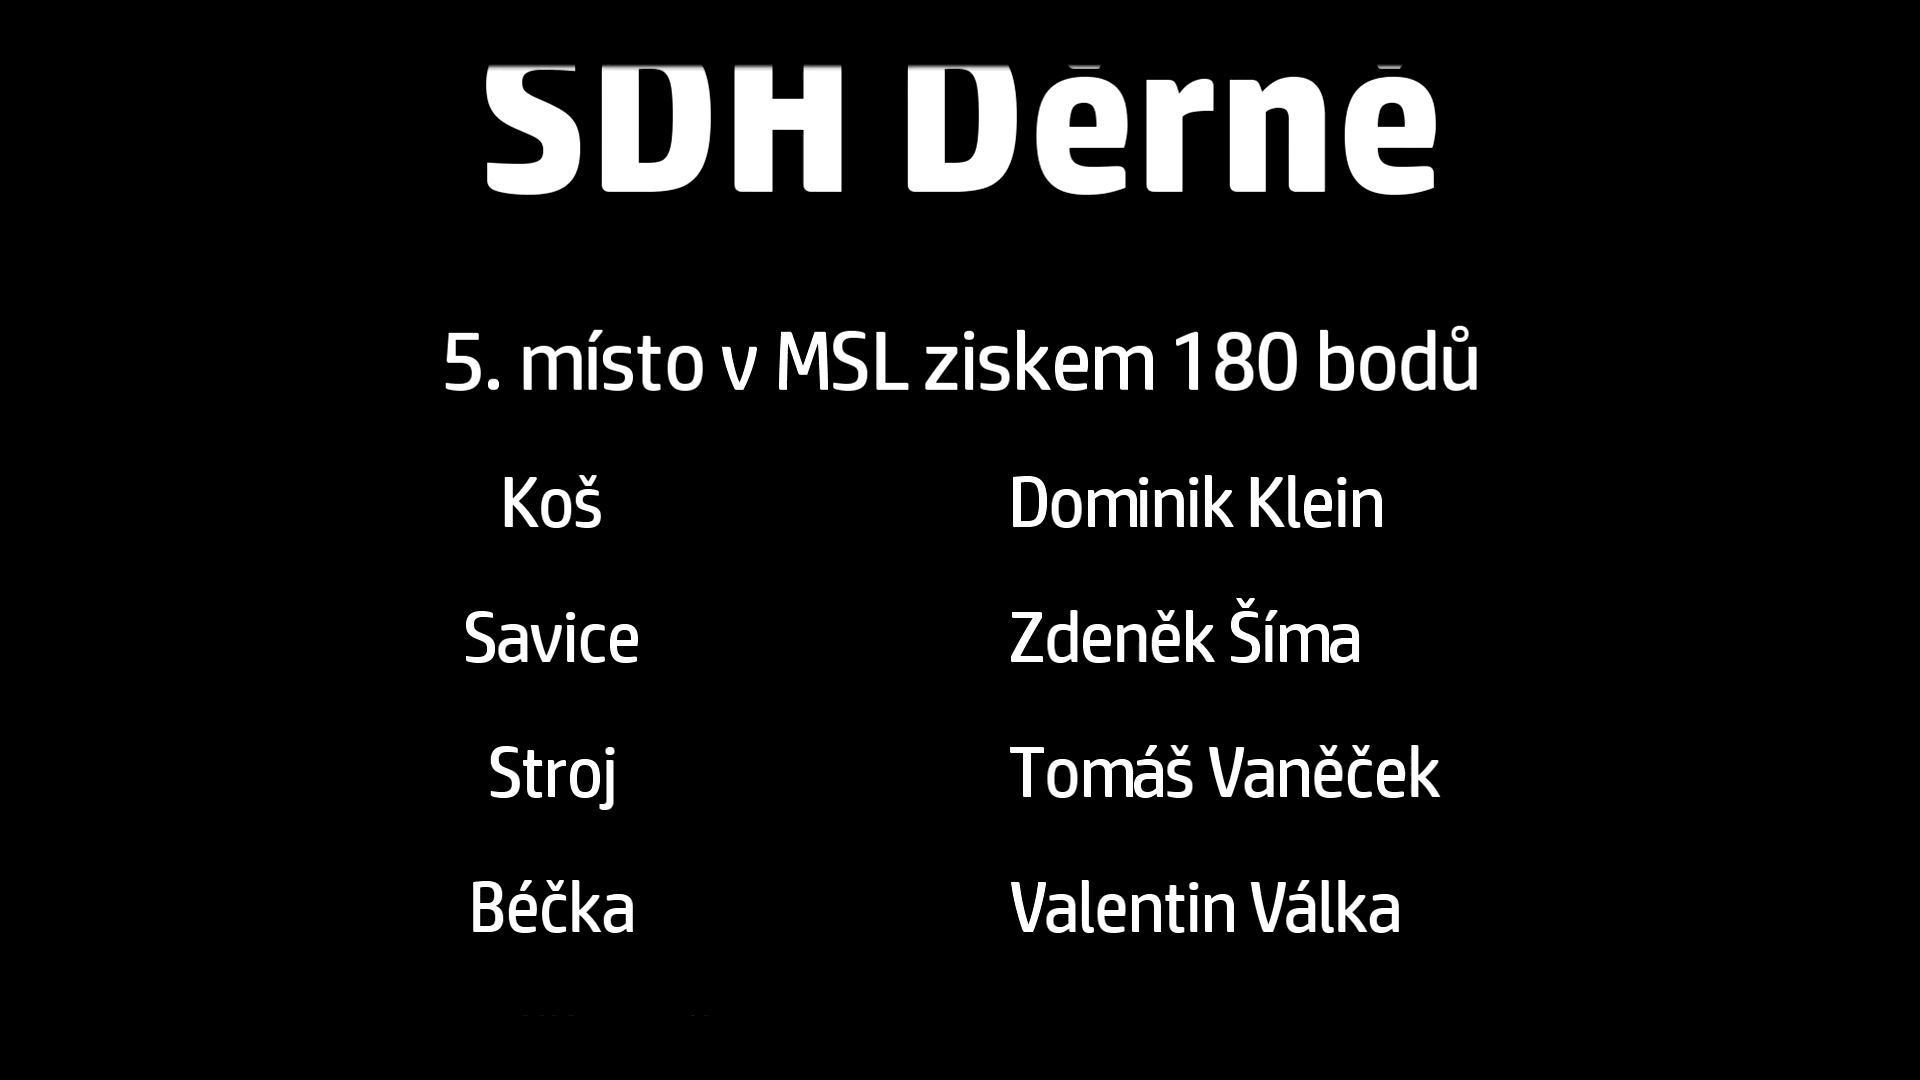 SDH Děrné
5. místo v MSL ziskem 180 bodů
Koš Dominik Klein
Savice Zdeněk Šíma
Stroj Tomáš Vaněček
Béčka Valentin Válka